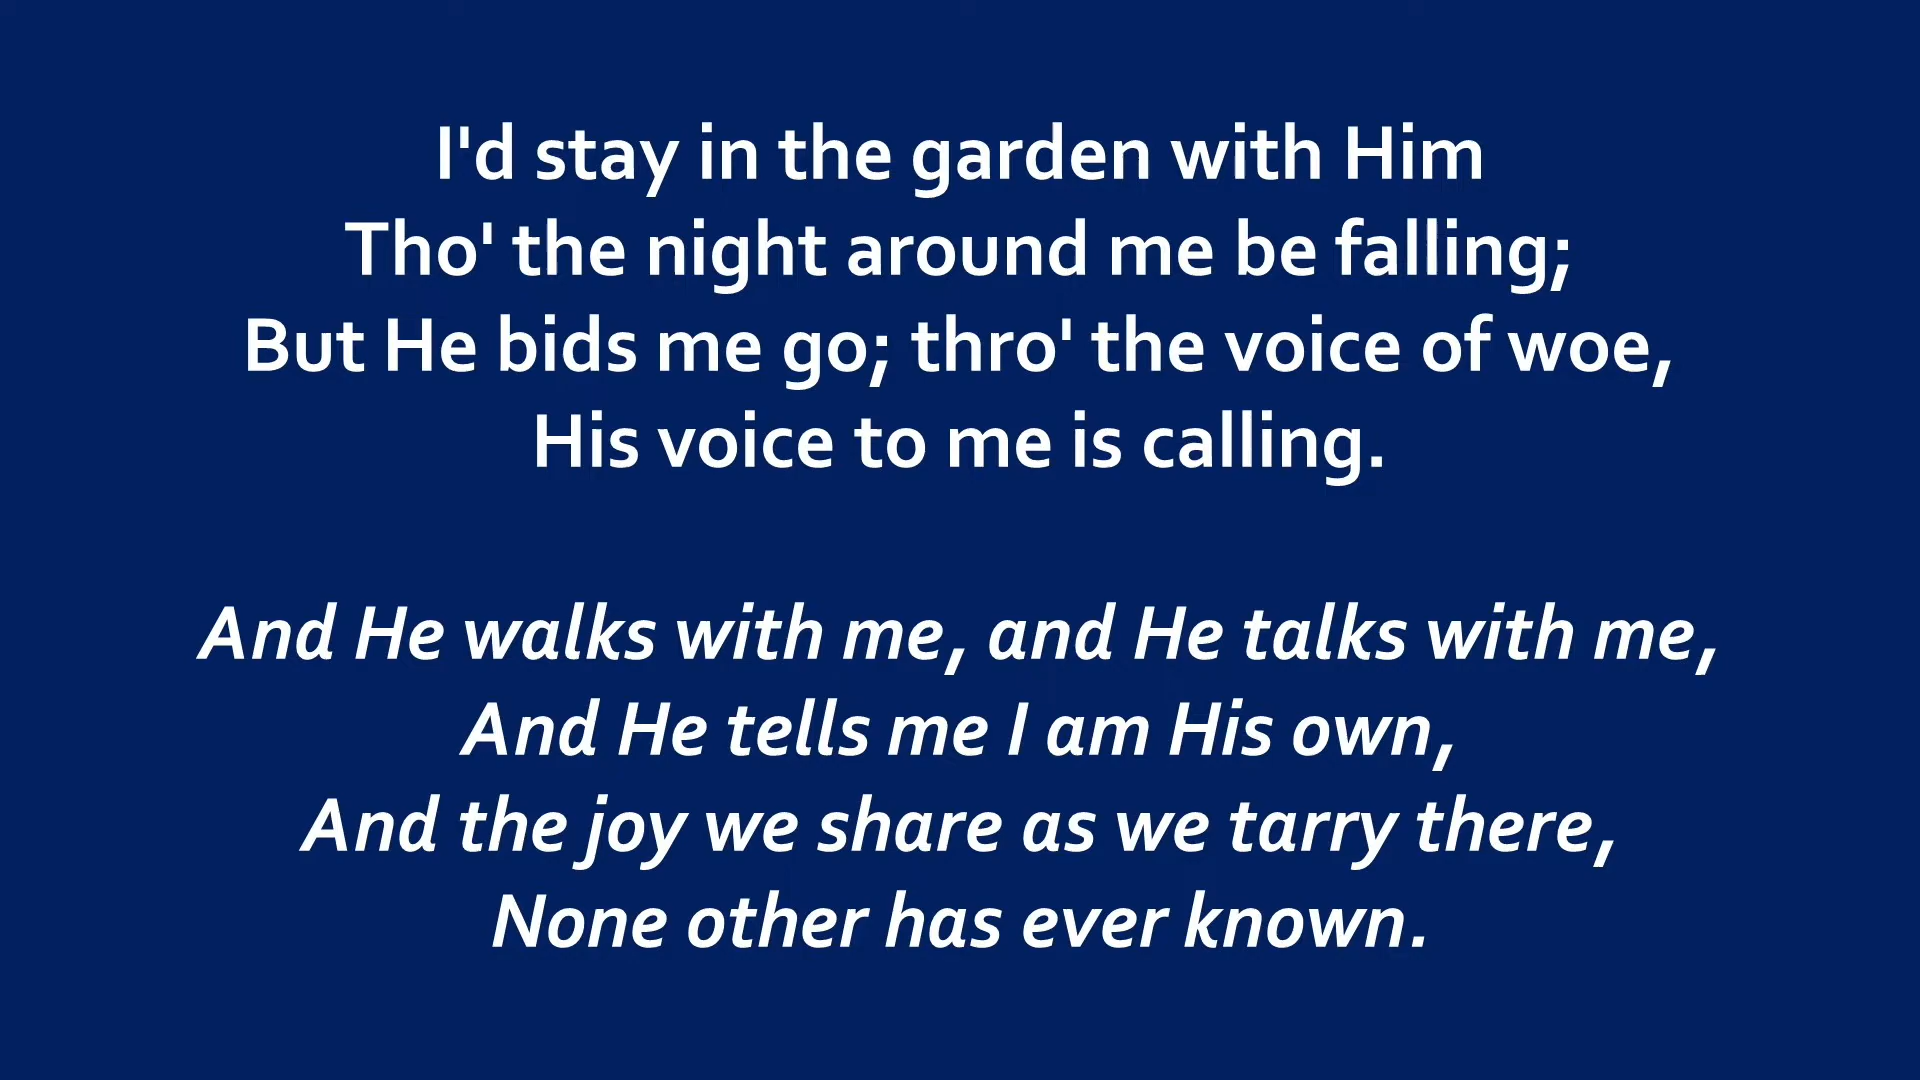 I'd stay in the garden with Him
Tho' the night around me be falling;
But He bids me go; thro' the voice of woe,
His voice to me is calling.
And He walks with me, and He talks with me,
And He tells me I am His own,
And the joy we share as we tarry there,
None other has ever known.